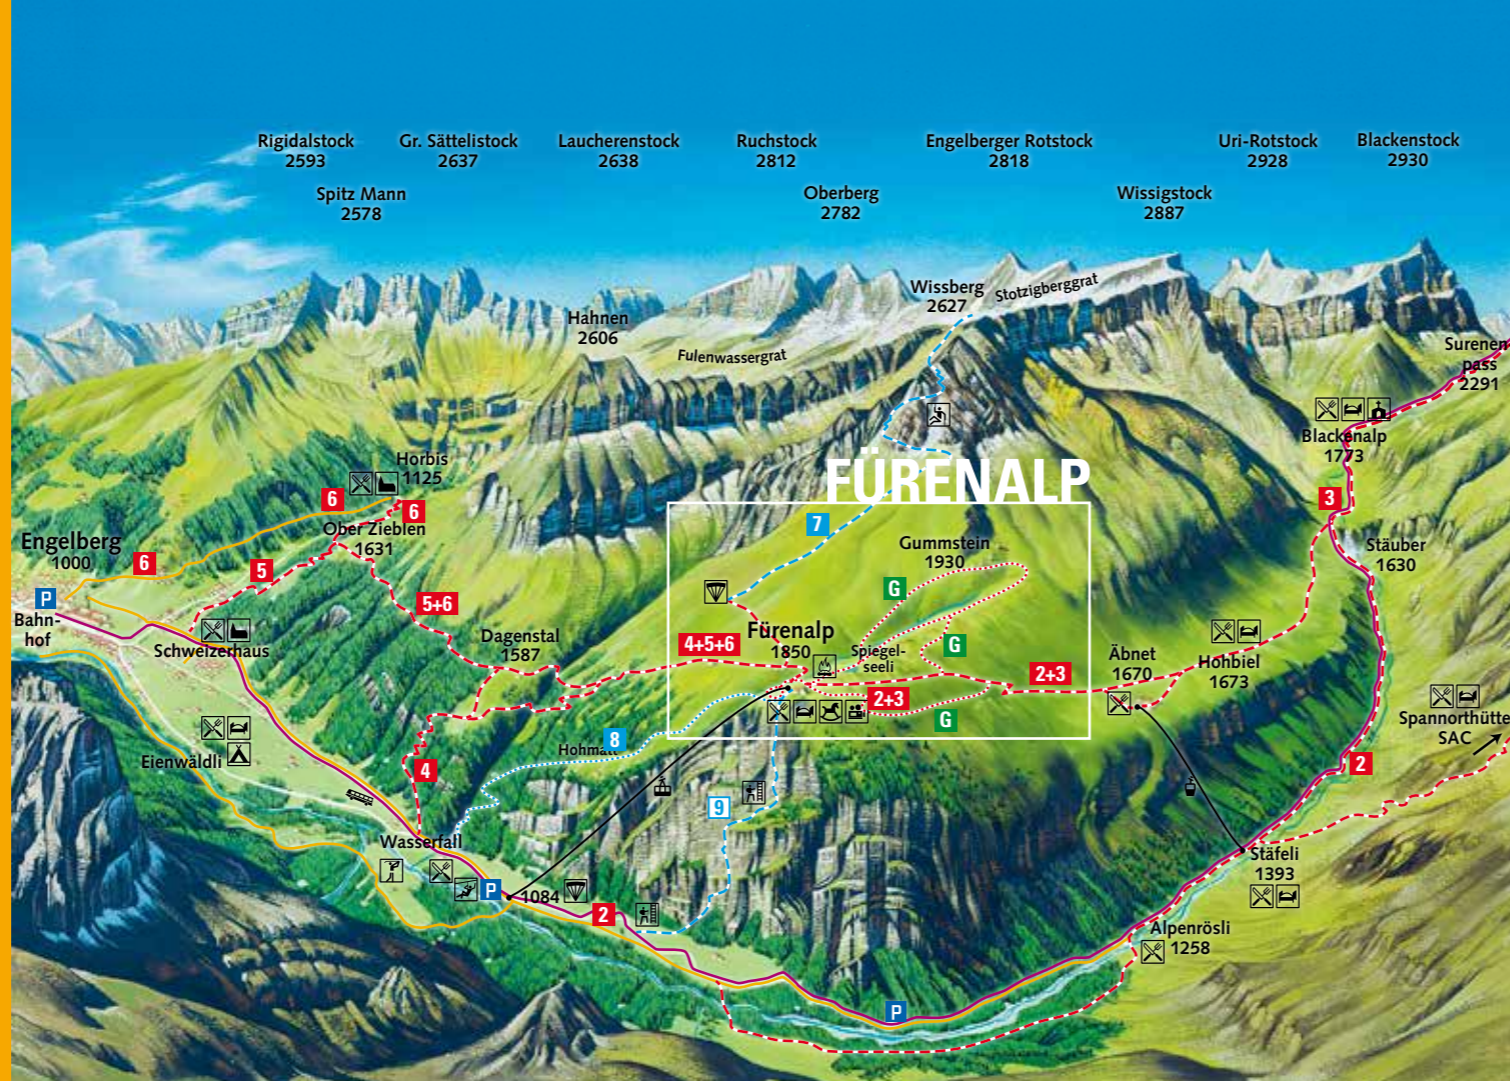 Rigidalstock
2593
Gr. Sättelistock
2637
Laucherenstock
2638
Ruchstock
2812
Engelberger Rotstock
2818
Uri-Rotstock
2928
Blackenstock
2930
Spitz Mann
2578
Oberberg
2782
Wissigstock
2887
Wissberg
2627
Stotzigberggrat
Hahnen
2606
Fulenwassergrat
Surenen
pass
2291
Blackenalp
1773
Horbis
1125
FÜRENALP
6
6
3
Ober Zieblen
1631
7
Engelberg
1000
6
5
Gummstein
1930
Stäuber
1630
G
P
Bahn-
hof
5+6
Schweizerhaus
Dagenstal
1587
4+5+6
Fürenalp
1850
Spiegel-
seeli
G
Äbnet
1670
Hohbiel
1673
2+3
2+3
G
Spannorthütte
SAC
Eienwäldli
8
Hohmatt
4
2
9
Wasserfall
Stäfeli
1393
P
1084
2
Alpenrösli
1258
P